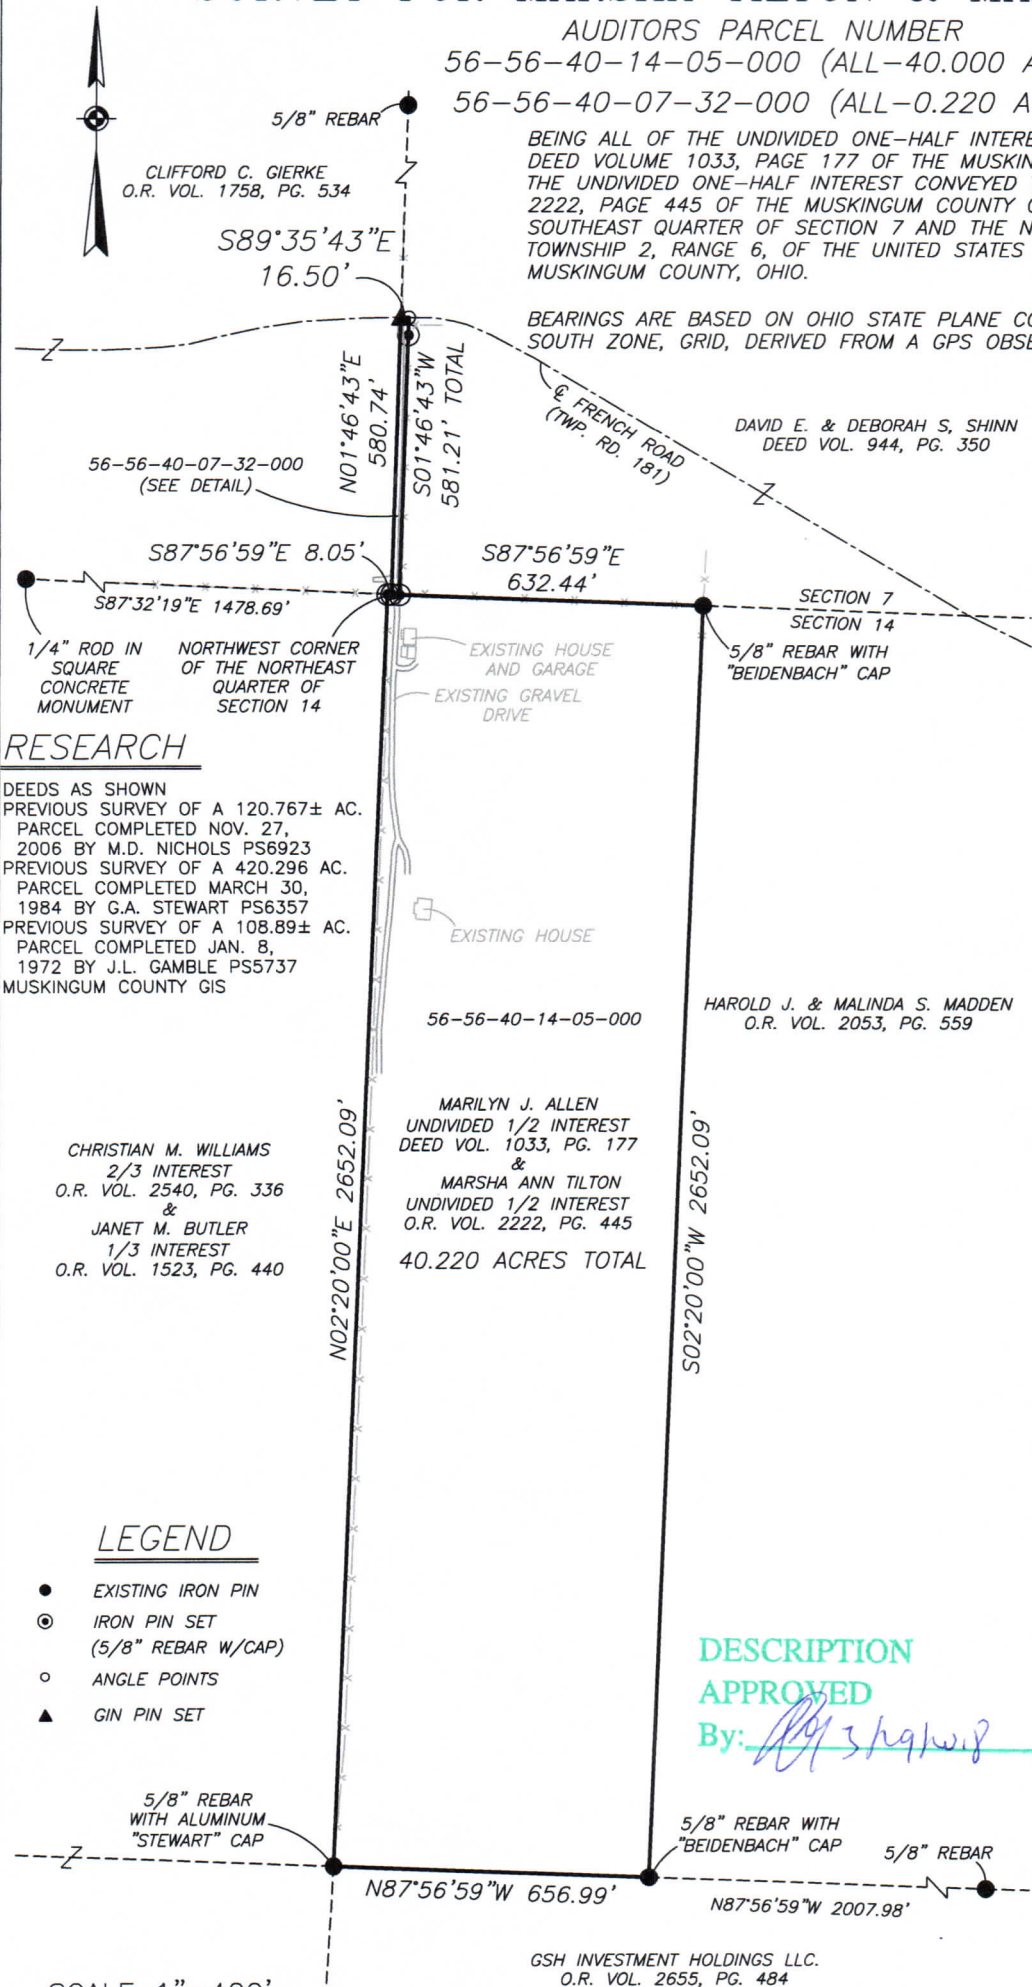 AUDITORS PARCEL NUMBER
56-56-40-14-05-000 (ALL-40.000
56-56-40-07-32-000 (ALL-0.220
5/8" REBAR
CLIFFORD C. GIERKE
O.R. VOL. 1758, PG. 534
BEING ALL OF THE UNDIVIDED ONE-HALF
DEED VOLUME 1033, PAGE 177 OF THE
THE UNDIVIDED ONE-HALF INTEREST CONVEYED
2222, PAGE 445 OF THE MUSKINGUM COUNTY
SOUTHEAST QUARTER OF SECTION 7 AND THE
TOWNSHIP 2, RANGE 6, OF THE UNITED STATES
MUSKINGUM COUNTY, OHIO.
BEARINGS ARE BASED ON OHIO STATE PLANE
SOUTH ZONE, GRID, DERIVED FROM A GPS
S89°35'43"E
16.50'
N01°46'43"E
580.74'
S01°46'43"W
581.21' TOTAL
℄ FRENCH ROAD
(TWP. RD. 181)
DAVID E. & DEBORAH S, SHINN
DEED VOL. 944, PG. 350
56-56-40-07-32-000
(SEE DETAIL)
S87°56'59"E 8.05'
S87°56'59"E
632.44'
S87°32'19"E 1478.69'
SECTION 7
SECTION 14
1/4" ROD IN
SQUARE
CONCRETE
MONUMENT
NORTHWEST CORNER
OF THE NORTHEAST
QUARTER OF
SECTION 14
EXISTING HOUSE
AND GARAGE
EXISTING GRAVEL
DRIVE
5/8" REBAR WITH
"BEIDENBACH" CAP
RESEARCH
DEEDS AS SHOWN
PREVIOUS SURVEY OF A 120.767± AC.
PARCEL COMPLETED NOV. 27,
2006 BY M.D. NICHOLS PS6923
PREVIOUS SURVEY OF A 420.296 AC.
PARCEL COMPLETED MARCH 30,
1984 BY G.A. STEWART PS6357
PREVIOUS SURVEY OF A 108.89± AC.
PARCEL COMPLETED JAN. 8,
1972 BY J.L. GAMBLE PS5737
MUSKINGUM COUNTY GIS
EXISTING HOUSE
56-56-40-14-05-000
HAROLD J. & MALINDA S. MADDEN
O.R. VOL. 2053, PG. 559
CHRISTIAN M. WILLIAMS
2/3 INTEREST
O.R. VOL. 2540, PG. 336
&
JANET M. BUTLER
1/3 INTEREST
O.R. VOL. 1523, PG. 440
N02°20'00"E 2652.09'
MARILYN J. ALLEN
UNDIVIDED 1/2 INTEREST
DEED VOL. 1033, PG. 177
&
MARSHA ANN TILTON
UNDIVIDED 1/2 INTEREST
O.R. VOL. 2222, PG. 445
40.220 ACRES TOTAL
S02°20'00"W 2652.09'
LEGEND
EXISTING IRON PIN
IRON PIN SET
(5/8" REBAR W/CAP)
ANGLE POINTS
GIN PIN SET
DESCRIPTION
APPROVED
By:
5/8" REBAR
WITH ALUMINUM
"STEWART" CAP
5/8" REBAR WITH
"BEIDENBACH" CAP
5/8" REBAR
N87°56'59"W 656.99'
N87°56'59"W 2007.98'
GSH INVESTMENT HOLDINGS LLC.
O.R. VOL. 2655, PG. 484